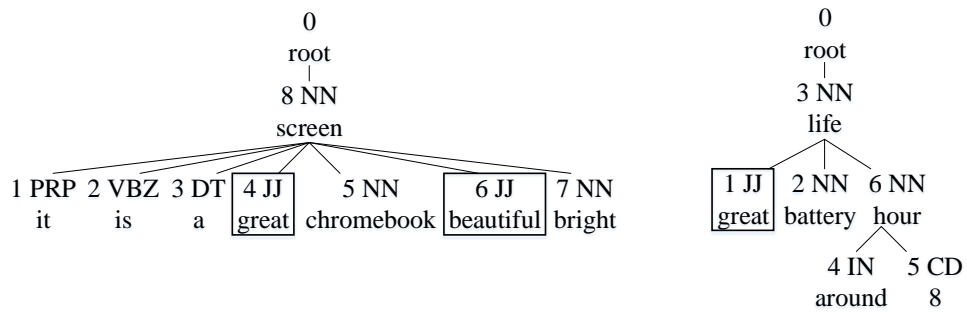 0
root
8 NN
screen
1 PRP 2 VBZ 3 DT 4 JJ 5 NN 6 JJ 7 NN
it is a great chromebook beautiful bright
0
root
3 NN
life
1 JJ 2 NN 6 NN
great battery hour
4 IN 5 CD
around 8